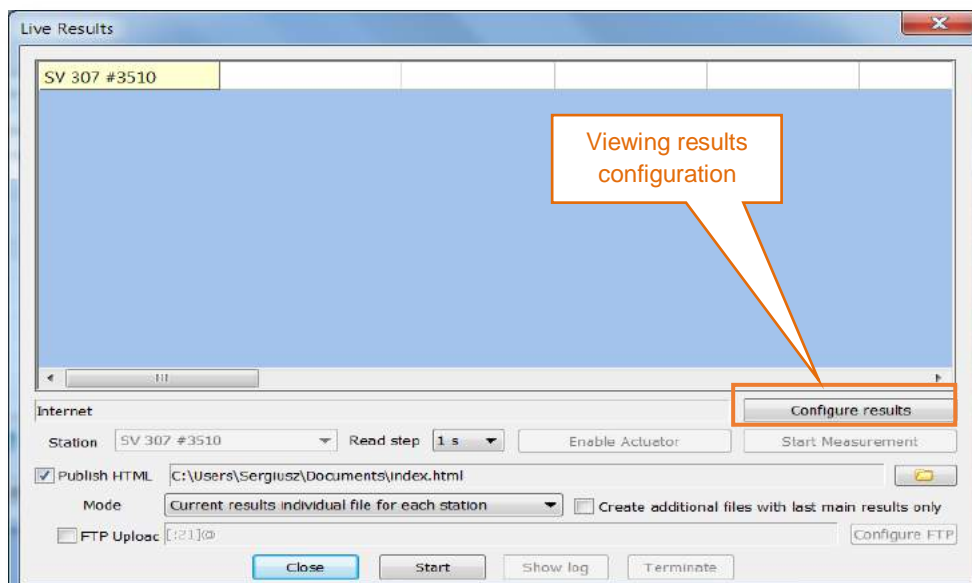 Live Results
SV 307 #3510
Viewing results
configuration
Internet
Configure results
Station SV 307 #3510 Read step 1 s Enable Actuator Start Measurement
Publish HTML C:\Users\Sergiusz\Documents\index.html
Mode Current results individual file for each station Create additional files with last main results only
FTP Upload [:21]@ Configure FTP
Close Start Show log Terminate